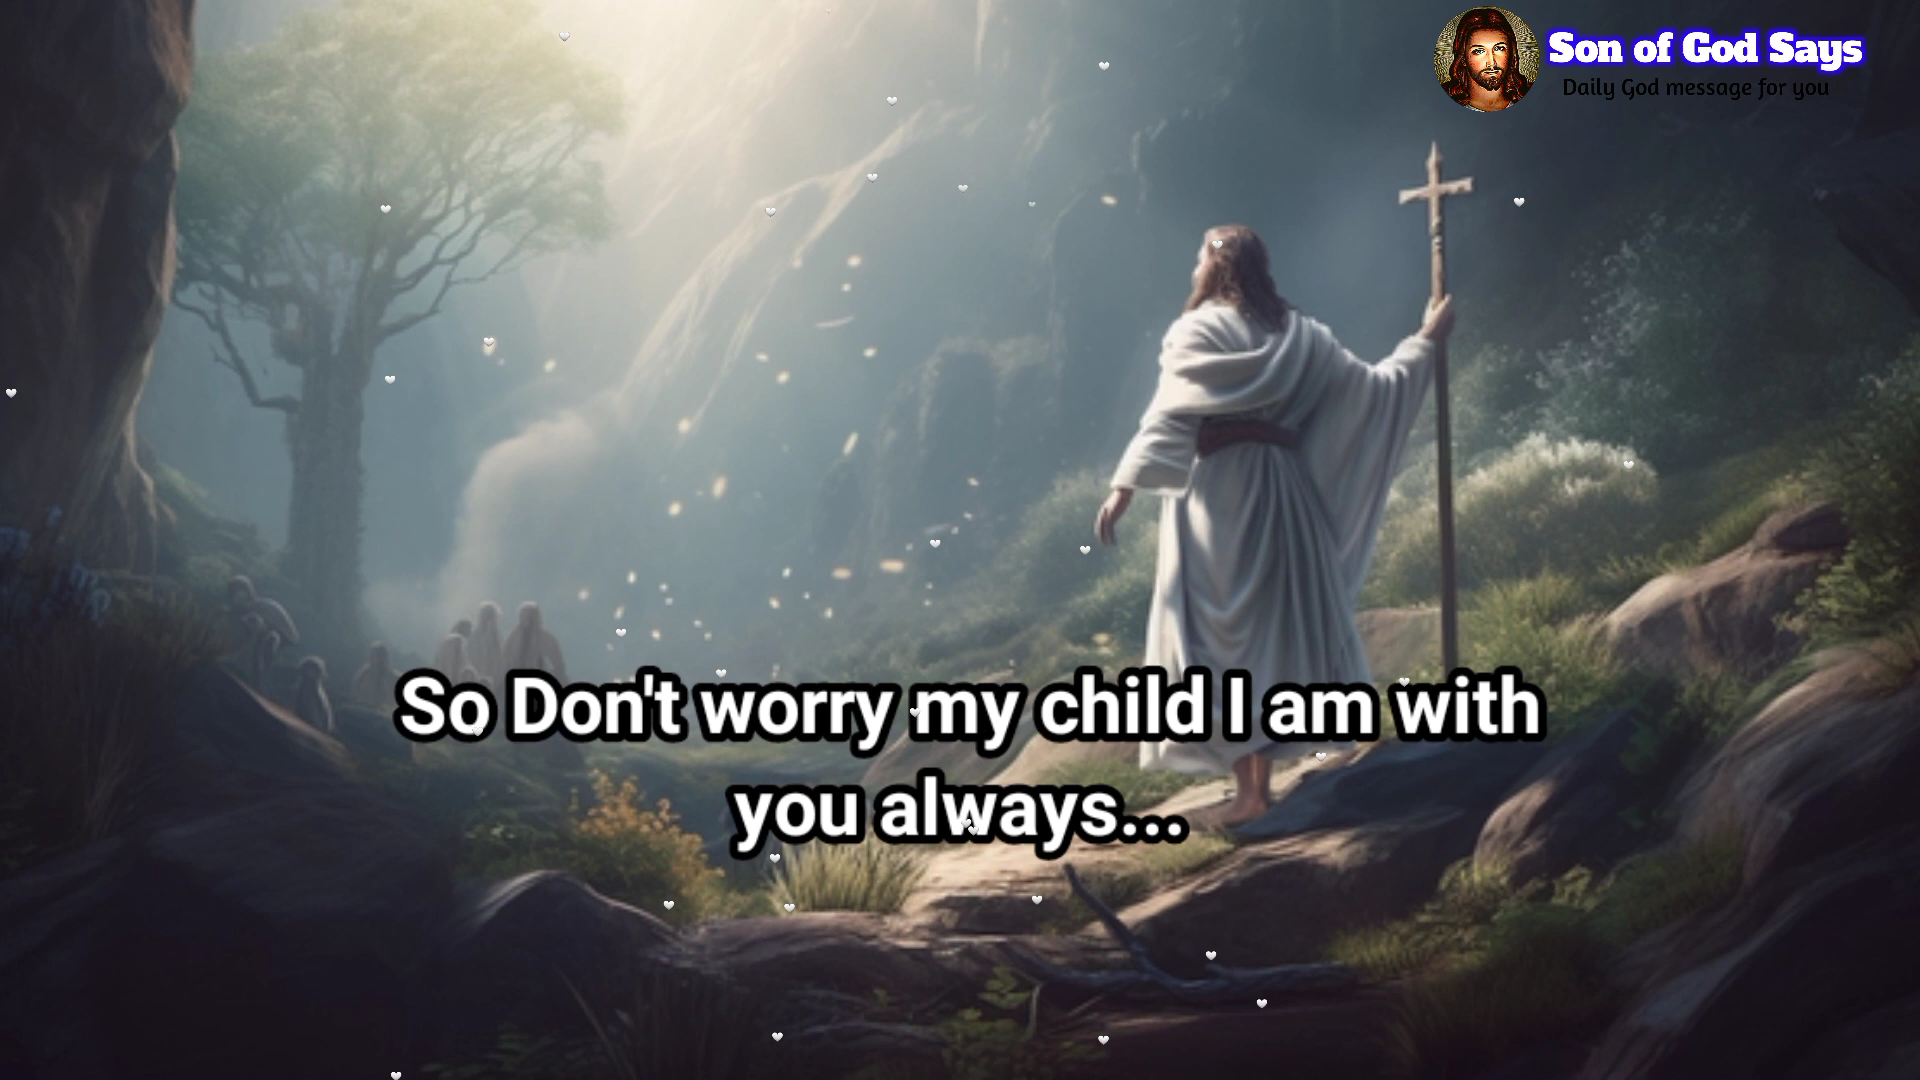 Son of God Says
Daily God message for you
So Don't worry my child I am with
you always...